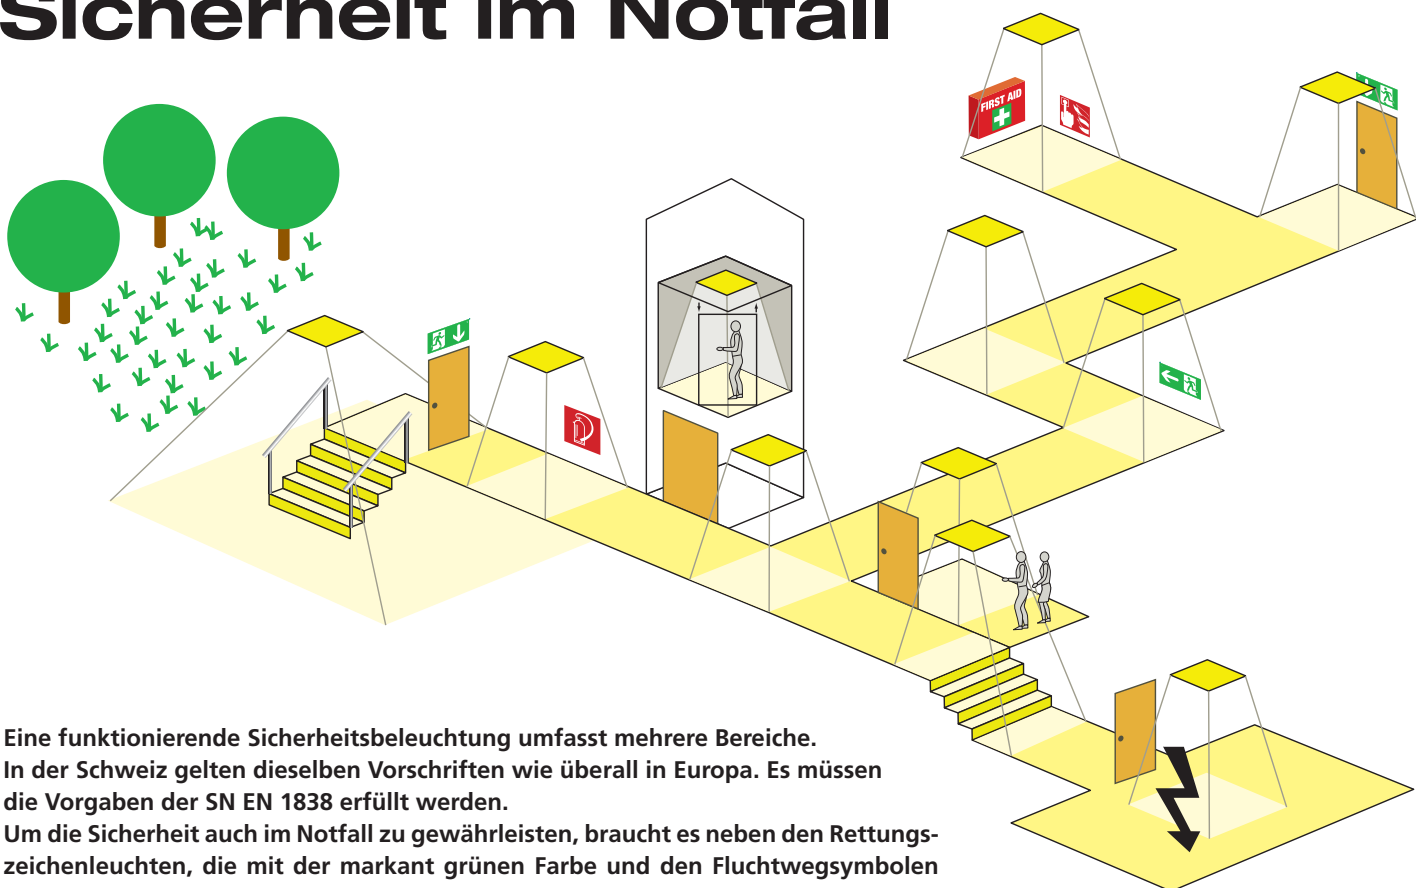 Sicherheit im Notfall
FIRST AID
Eine funktionierende Sicherheitsbeleuchtung umfasst mehrere Bereiche.
In der Schweiz gelten dieselben Vorschriften wie überall in Europa. Es müssen
die Vorgaben der SN EN 1838 erfüllt werden.
Um die Sicherheit auch im Notfall zu gewährleisten, braucht es neben den Rettungs-
zeichenleuchten, die mit der markant grünen Farbe und den Fluchtwegsymbolen